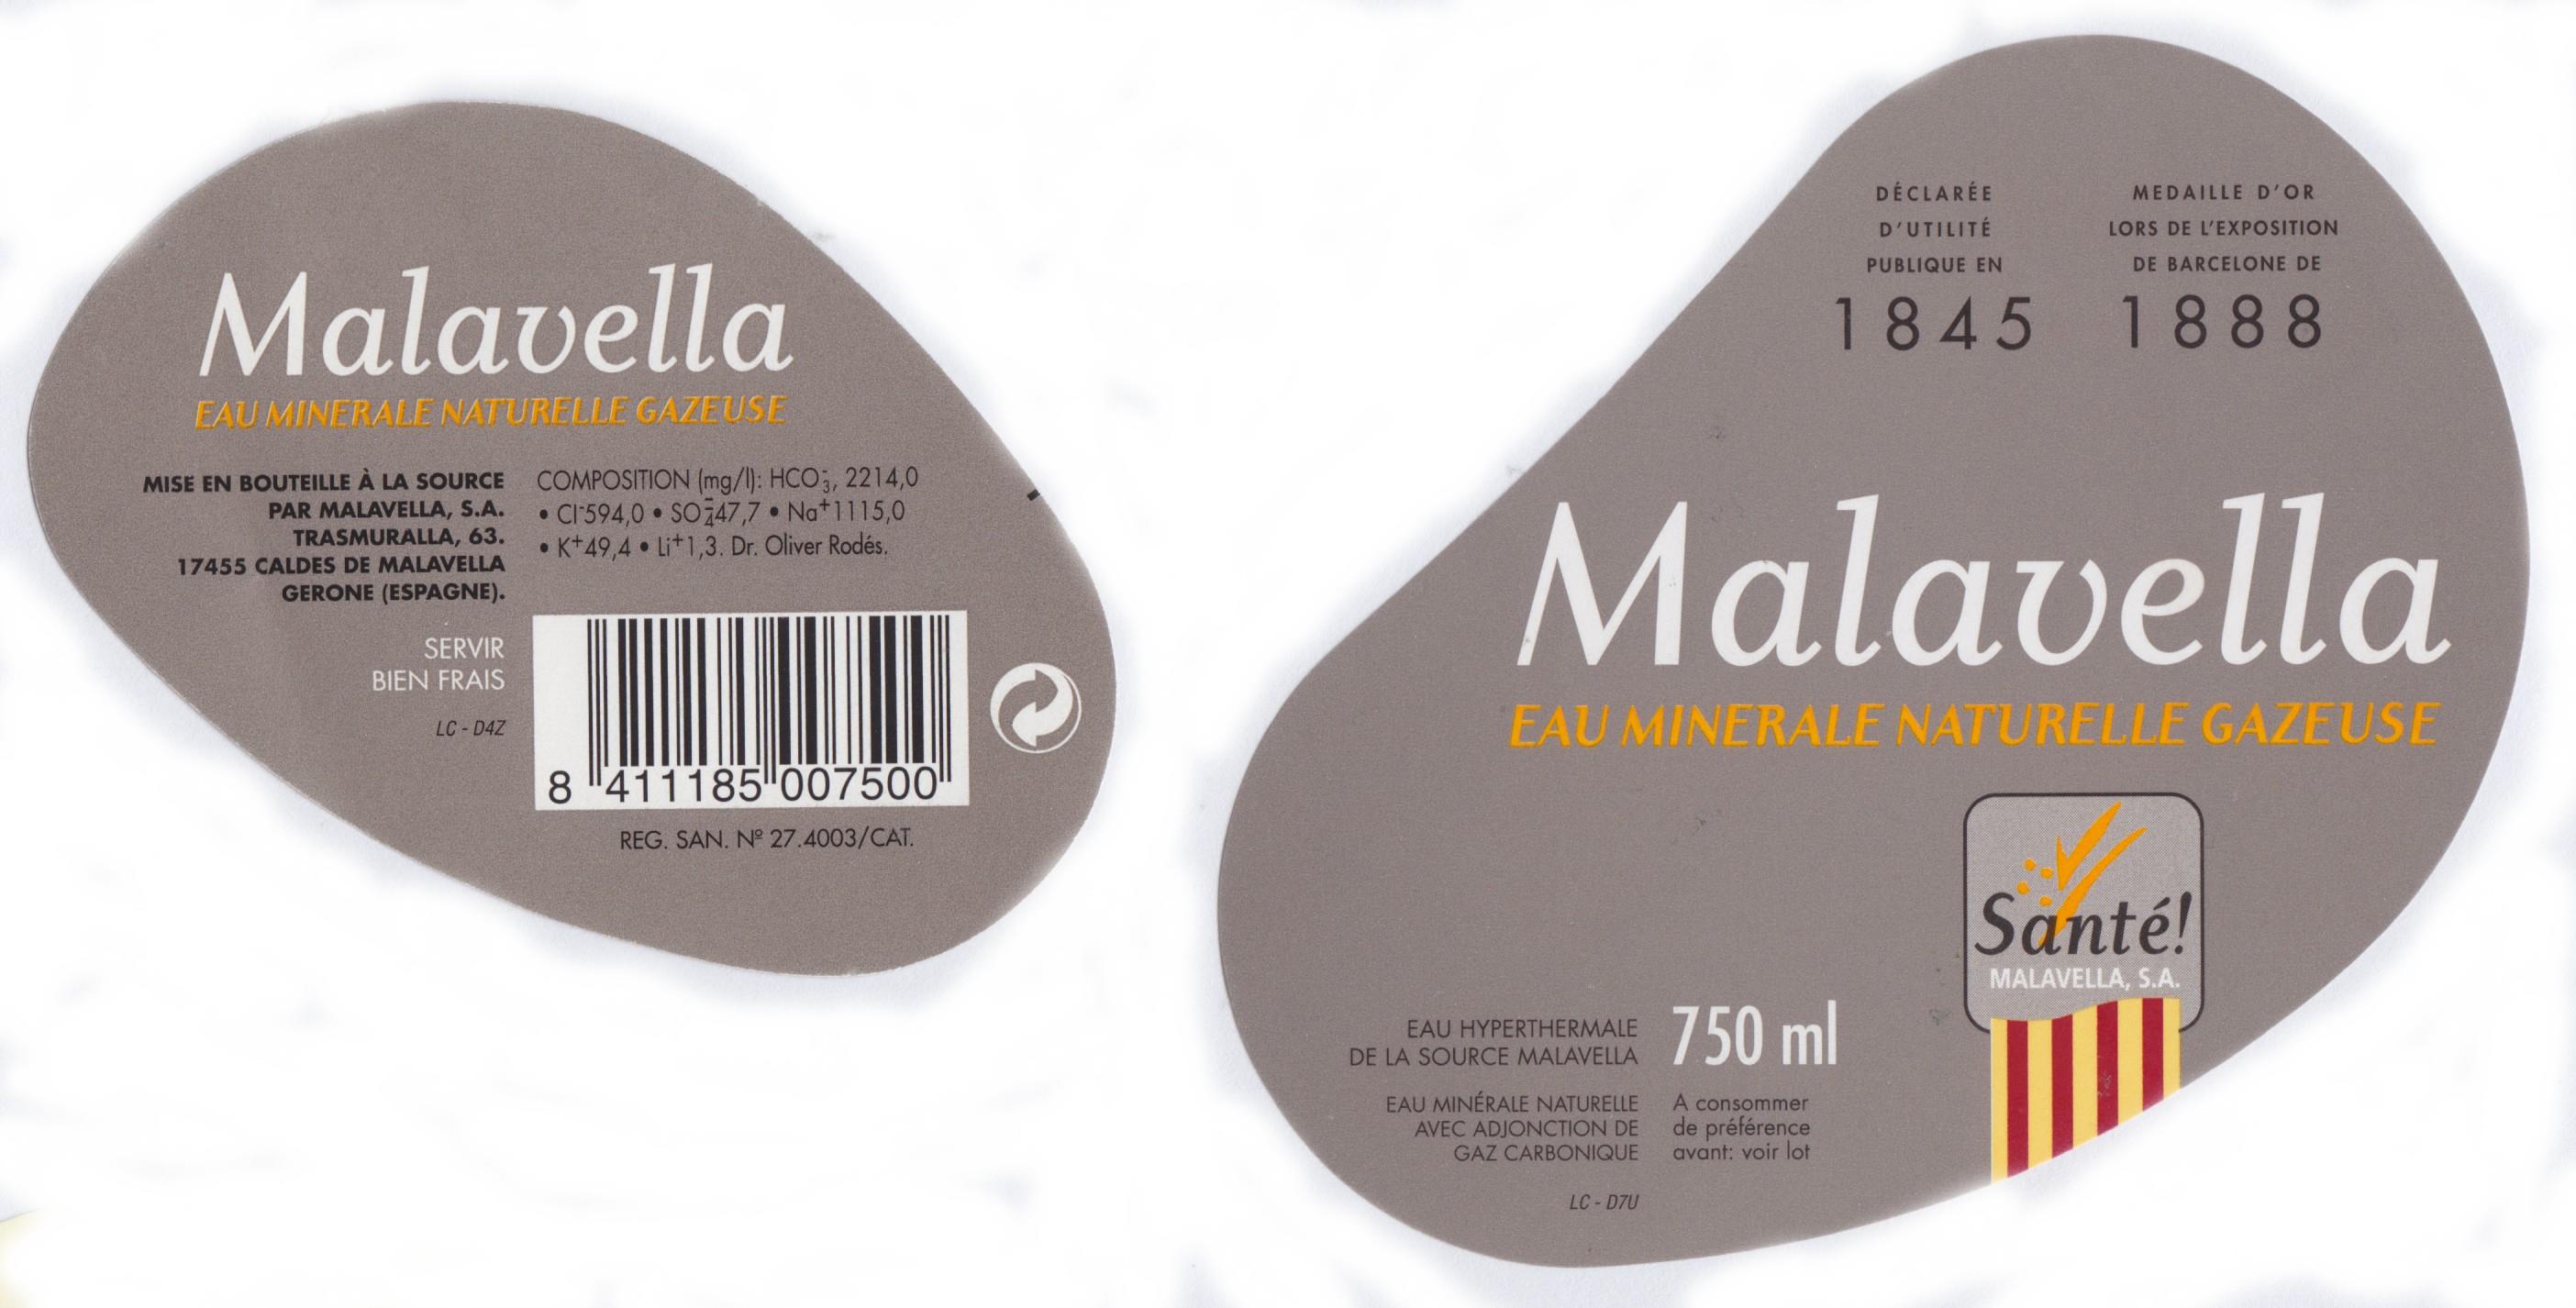 Malavella
EAU MINERALE NATURELLE GAZEUSE
MISE EN BOUTEILLE À LA SOURCE
PAR MALAVELLA, S.A.
TRASMURALLA, 63.
17455 CALDES DE MALAVELLA
GERONE (ESPAGNE).
SERVIR
BIEN FRAIS
LC - D4Z
COMPOSITION (mg/l): HCO₃⁻, 2214,0
• Cl⁻594,0 • SO₄⁼47,7 • Na⁺1115,0
• K⁺49,4 • Li⁺1,3. Dr. Oliver Rodés.
8 411185 007500
REG. SAN. Nº 27.4003/CAT.
DÉCLARÉE
D'UTILITÉ
PUBLIQUE EN
1845
MEDAILLE D'OR
LORS DE L'EXPOSITION
DE BARCELONE DE
1888
Malavella
EAU MINERALE NATURELLE GAZEUSE
Santé!
MALAVELLA, S.A.
EAU HYPERTHERMALE
DE LA SOURCE MALAVELLA
750 ml
EAU MINÉRALE NATURELLE
AVEC ADJONCTION DE
GAZ CARBONIQUE
A consommer
de préférence
avant: voir lot
LC - D7U